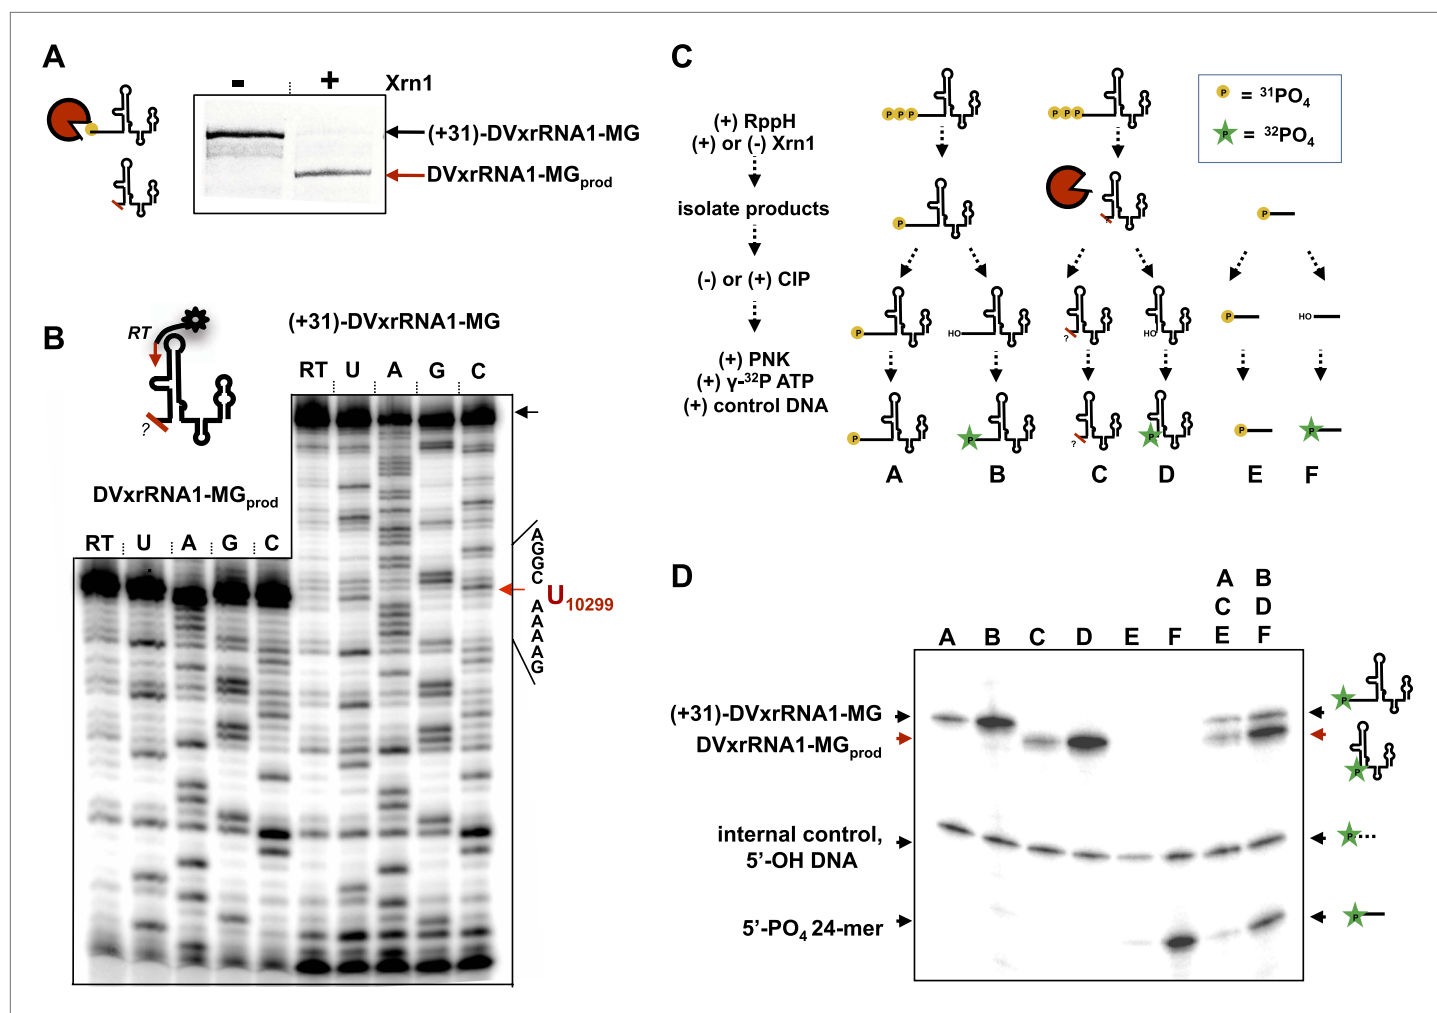 A
- + Xrn1
(+31)-DVxrRNA1-MG
DVxrRNA1-MGprod
B
RT
?
(+31)-DVxrRNA1-MG
RT U A G C
DVxrRNA1-MGprod
RT U A G C
A
G
G
C
U10299
A
A
A
A
G
C
(+) RppH
(+) or (-) Xrn1
isolate products
(-) or (+) CIP
(+) PNK
(+) γ-32P ATP
(+) control DNA
P = 31PO4
P = 32PO4
P P P P P P
P P
P HO ? HO P HO
P P ? P P P
A B C D E F
D
A B C D E F
A
C
E
B
D
F
(+31)-DVxrRNA1-MG
DVxrRNA1-MGprod
internal control,
5'-OH DNA
5'-PO4 24-mer
P
P
P
P